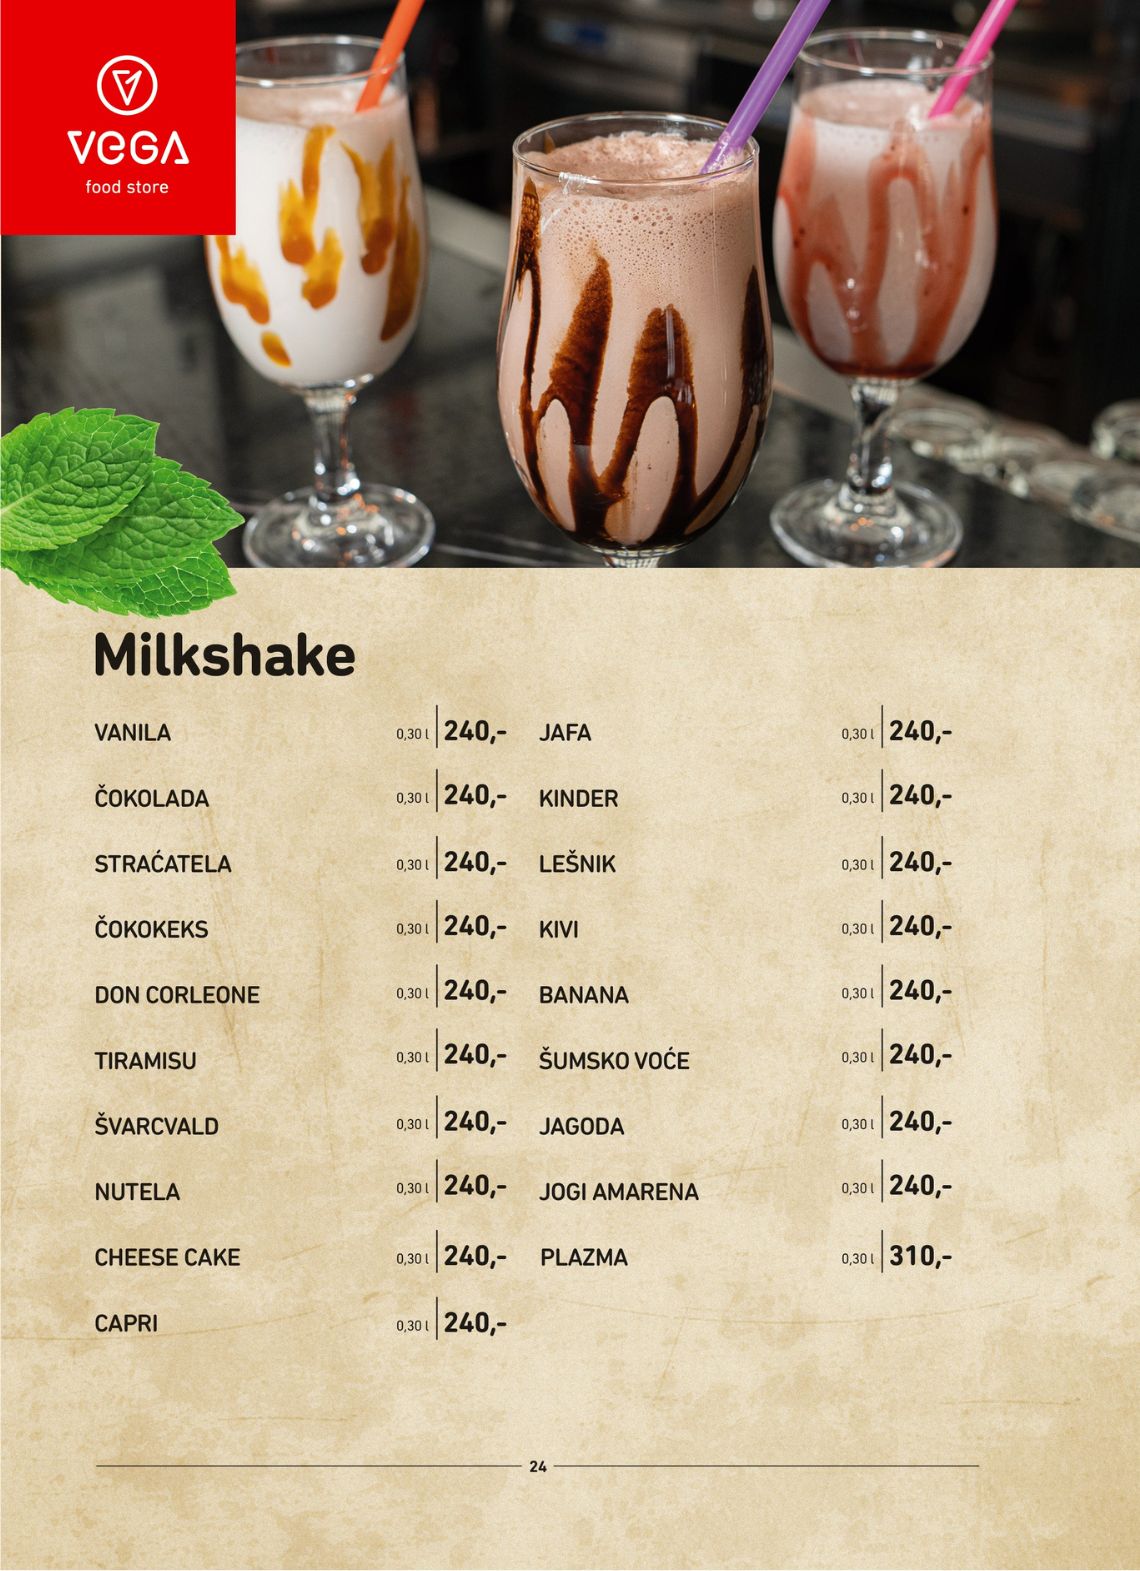 VEGA
food store
Milkshake
VANILA 0,30 l 240,-
ČOKOLADA 0,30 l 240,-
STRAĆATELA 0,30 l 240,-
ČOKOKEKS 0,30 l 240,-
DON CORLEONE 0,30 l 240,-
TIRAMISU 0,30 l 240,-
ŠVARCVALD 0,30 l 240,-
NUTELA 0,30 l 240,-
CHEESE CAKE 0,30 l 240,-
CAPRI 0,30 l 240,-
JAFA 0,30 l 240,-
KINDER 0,30 l 240,-
LEŠNIK 0,30 l 240,-
KIVI 0,30 l 240,-
BANANA 0,30 l 240,-
ŠUMSKO VOĆE 0,30 l 240,-
JAGODA 0,30 l 240,-
JOGI AMARENA 0,30 l 240,-
PLAZMA 0,30 l 310,-
24